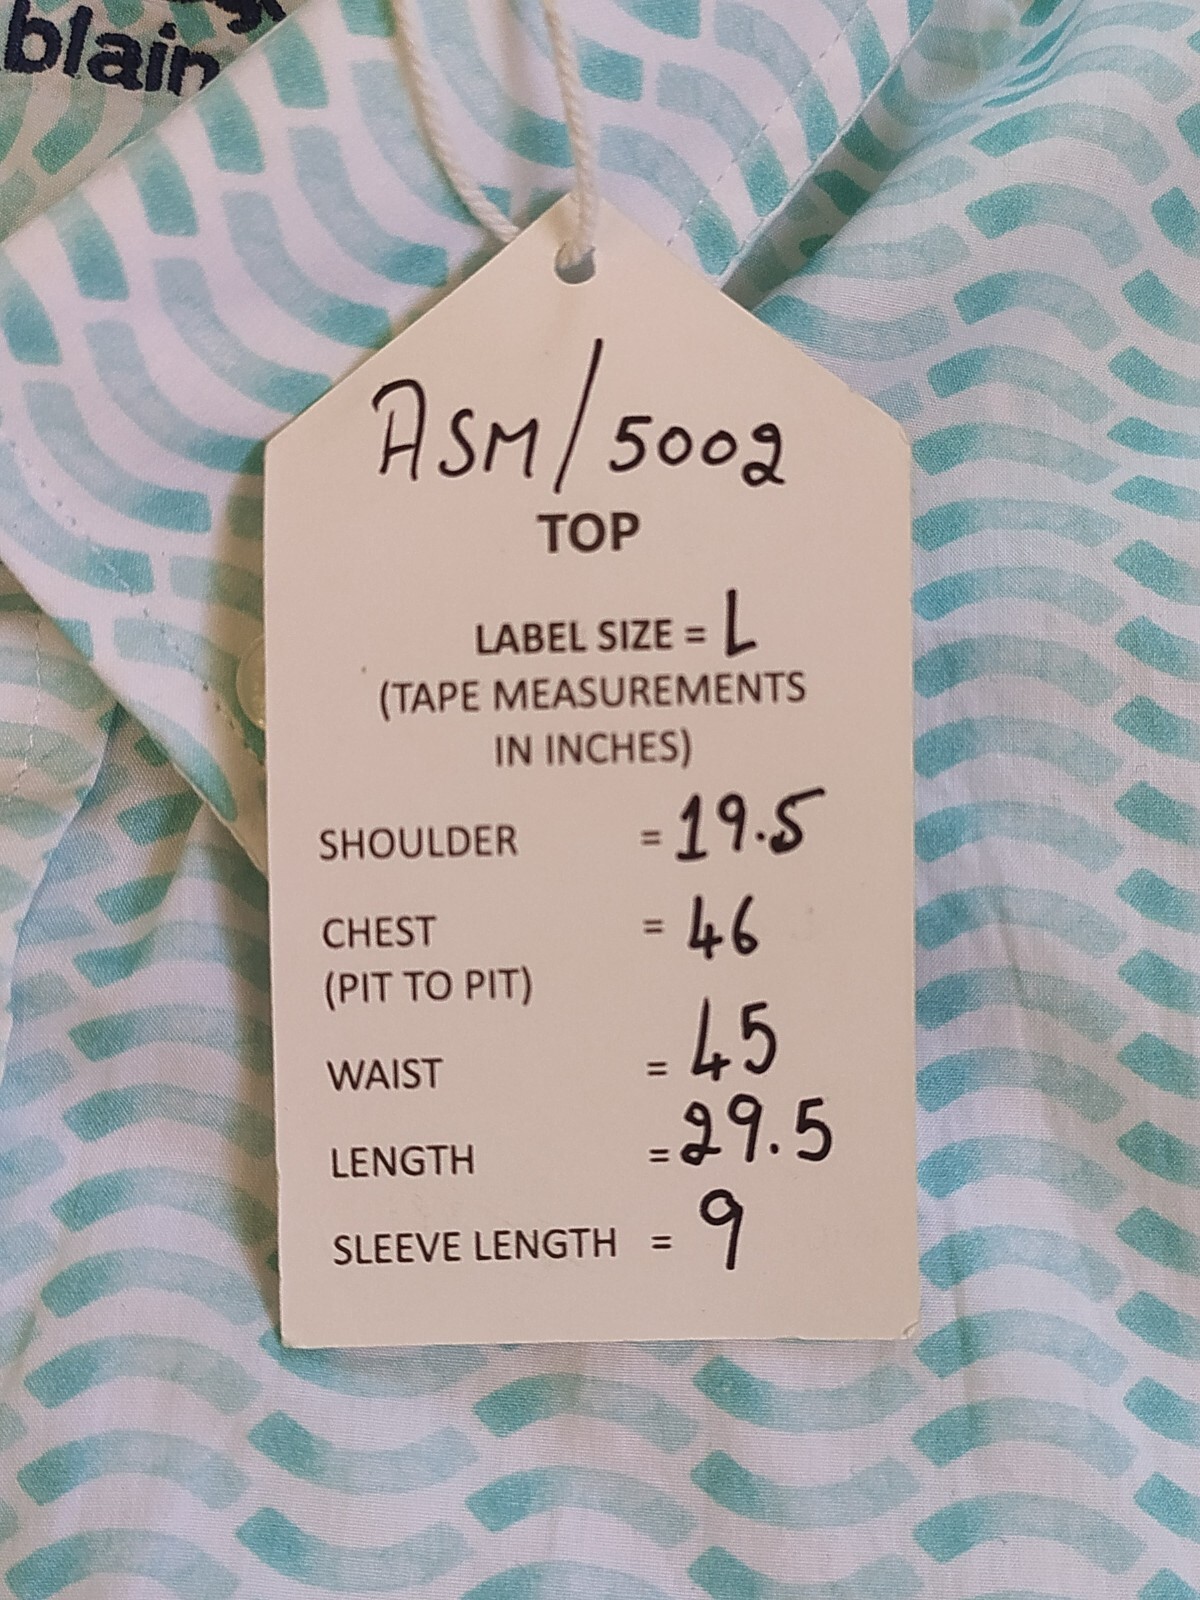 blain
ASM/5002
TOP
LABEL SIZE = L
(TAPE MEASUREMENTS
IN INCHES)
SHOULDER = 19.5
CHEST = 46
(PIT TO PIT)
WAIST = 45
LENGTH = 29.5
SLEEVE LENGTH = 9